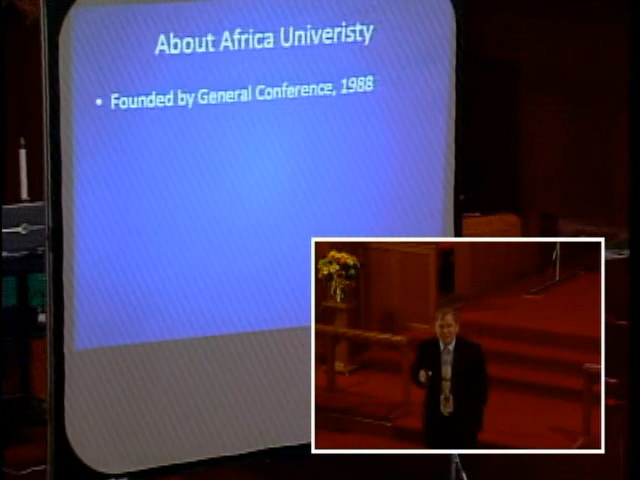 About Africa Univeristy
• Founded by General Conference, 1988